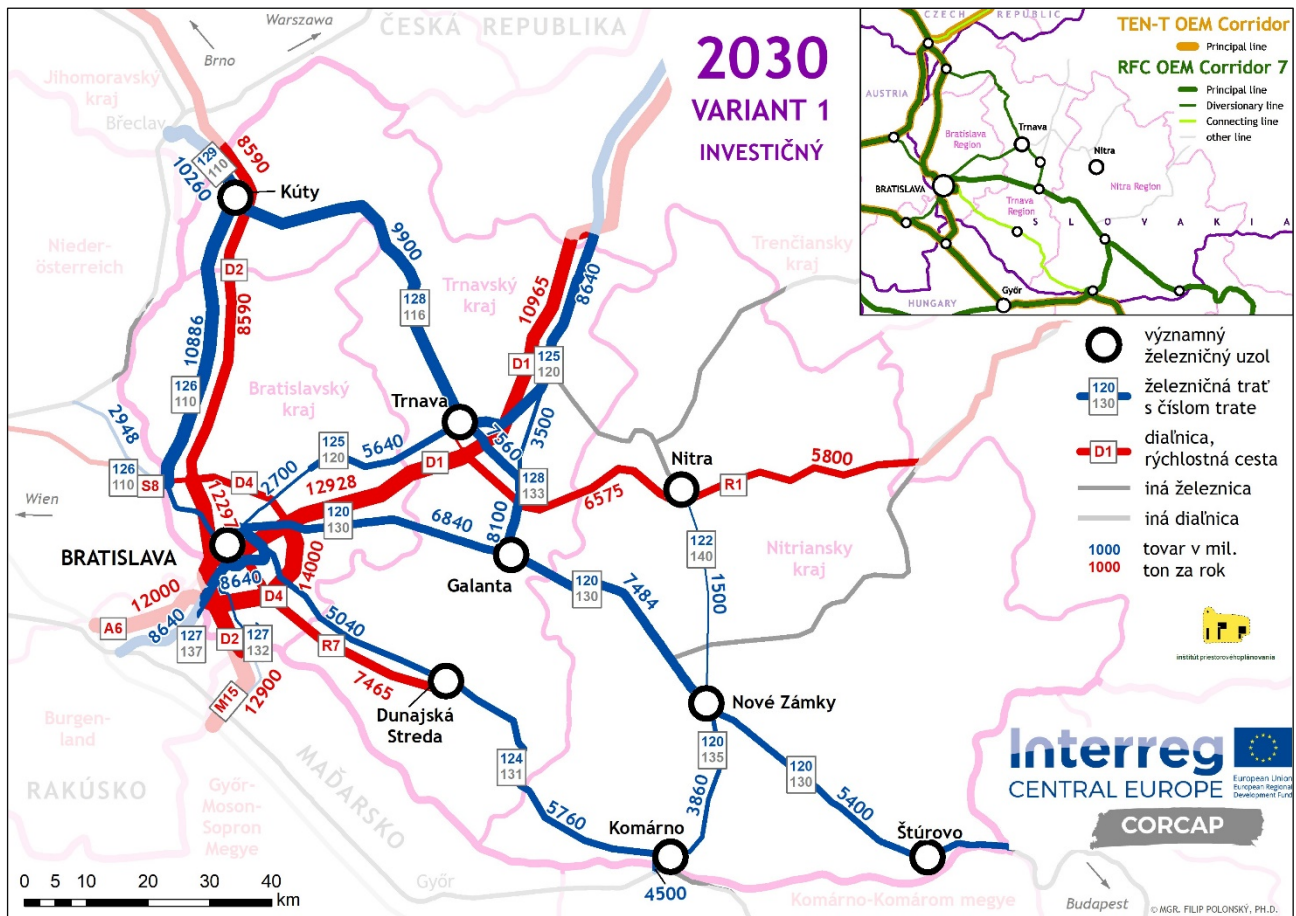 Warszawa
ČESKÁ REPUBLIKA
Brno
Jihomoravský
kraj
Břeclav
2030
VARIANT 1
INVESTIČNÝ
CZECH REPUBLIC
TEN-T OEM Corridor
Principal line
RFC OEM Corridor 7
Principal line
Diversionary line
Connecting line
other line
AUSTRIA
Bratislava
Region
Trnava
Nitra
BRATISLAVA
Trnava
Region
Nitra Region
SLOVAKIA
HUNGARY
Győr
129
110
8590
10260
Kúty
Nieder-
österreich
D2
8590
9900
128
116
Trnavský
kraj
Trenčiansky
kraj
10965
8640
10886
126
110
Bratislavský
kraj
D1
125
120
Trnava
7560
3500
2948
125
120
5640
D1
128
133
126
110
S8
D4
2700
12928
12297
Nitra
R1
5800
6575
Wien
BRATISLAVA
120
130
6840
8100
Galanta
122
140
1500
Nitriansky
kraj
8640
14000
D4
12000
A6
8640
127
137
D2
127
132
5040
R7
7465
120
130
7484
M15
12900
Dunajská
Streda
Nové Zámky
Burgen-
land
RAKÚSKO
Győr-
Moson-
Sopron
Megye
MAĎARSKO
124
131
5760
120
135
3860
120
130
5400
Komárno
Štúrovo
4500
Győr
Komárno-Komárom megye
Budapest
0 5 10 20 30 40
km
významný
železničný uzol
120
130
železničná trať
s číslom trate
D1
diaľnica,
rýchlostná cesta
iná železnica
iná diaľnica
1000
1000
tovar v mil.
ton za rok
inštitút priestorového plánovania
Interreg
CENTRAL EUROPE
European Union
European Regional
Development Fund
CORCAP
© MGR. FILIP POLONSKÝ, PH.D.